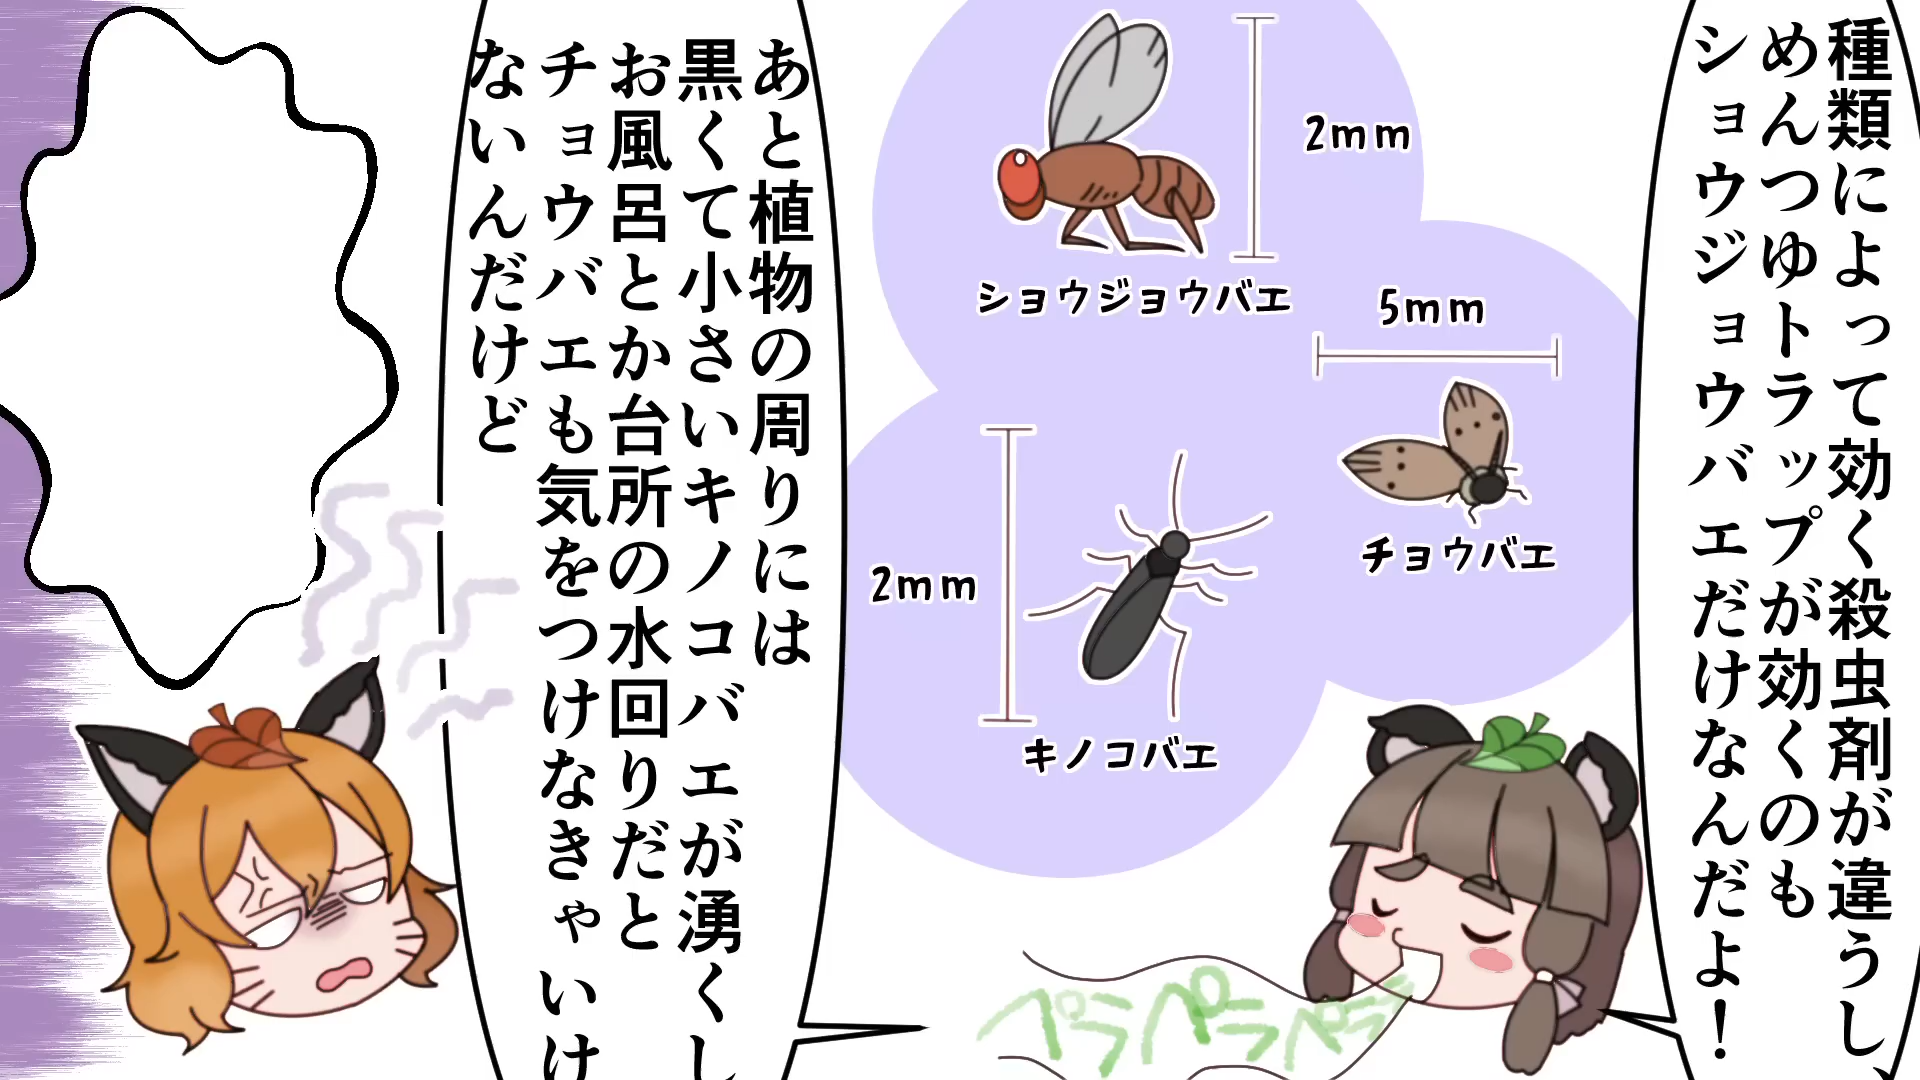 種類によって効く殺虫剤が違うし、
めんつゆトラップが効くのも
ショウジョウバエだけなんだよ！
2mm
ショウジョウバエ
5mm
チョウバエ
2mm
キノコバエ
あと植物の周りには
黒くて小さいキノコバエが湧くし
お風呂とか台所の水回りだと
チョウバエも気をつけなきゃいけ
ないんだけど
ペラペラペラ